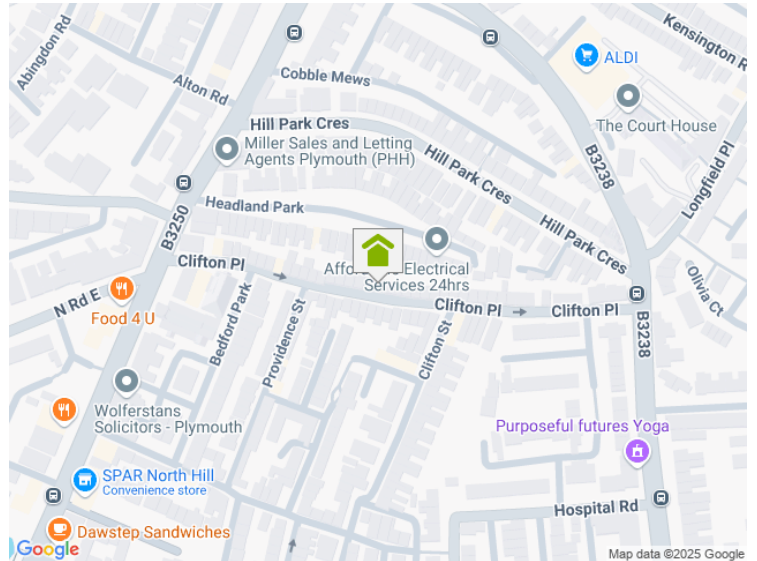 Abingdon Rd
Alton Rd
Cobble Mews
Kensington R
ALDI
The Court House
Hill Park Cres
Miller Sales and Letting
Agents Plymouth (PHH)
Hill Park Cres
Hill Park Cres
B3238
Longfield Pl
Headland Park
B3250
Clifton Pl
Electrical
Services 24hrs
Clifton Pl
Clifton Pl
Olivia Ct
B3238
N Rd E
Food 4 U
Bedford Park
Providence St
Clifton St
Wolferstans
Solicitors - Plymouth
Purposeful futures Yoga
SPAR North Hill
Convenience store
Hospital Rd
Dawstep Sandwiches
Google
Map data ©2025 Google